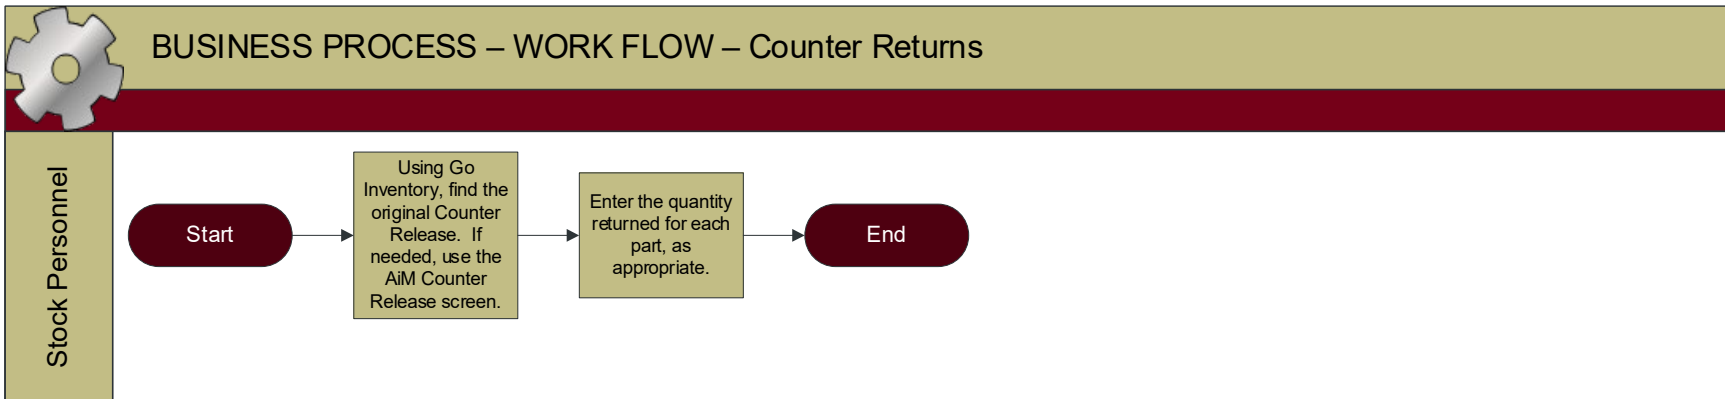 BUSINESS PROCESS – WORK FLOW – Counter Returns
Stock Personnel
Start
Using Go
Inventory, find the
original Counter
Release.  If
needed, use the
AiM Counter
Release screen.
Enter the quantity
returned for each
part, as
appropriate.
End